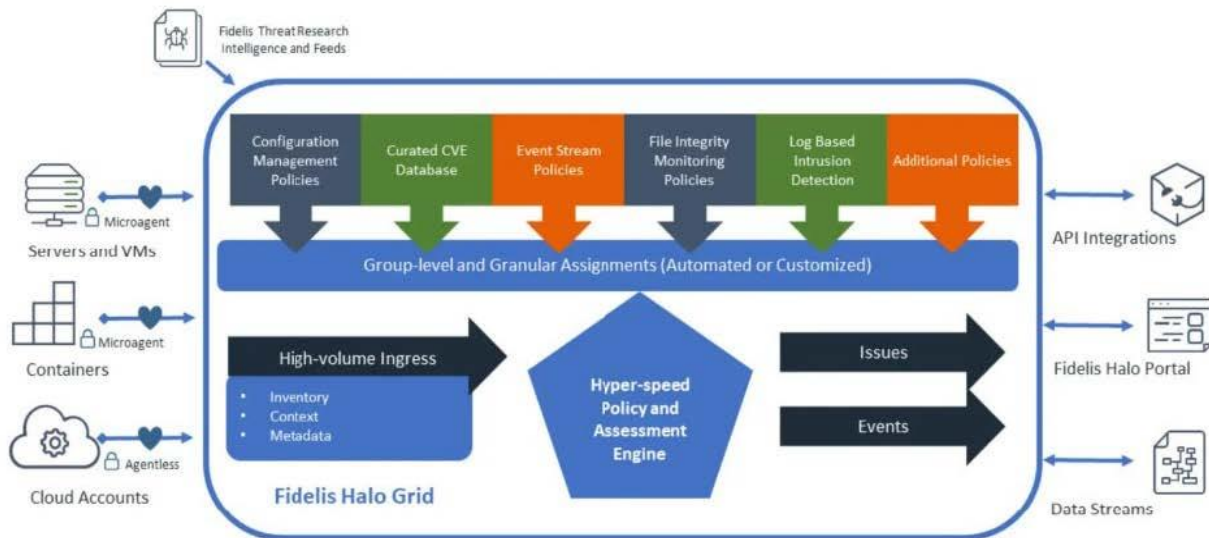 Fidelis Threat Research
Intelligence and Feeds
Configuration
Management
Policies
Curated CVE
Database
Event Stream
Policies
File Integrity
Monitoring
Policies
Log Based
Intrusion
Detection
Additional Policies
Group-level and Granular Assignments (Automated or Customized)
Microagent
Servers and VMs
Microagent
Containers
Agentless
Cloud Accounts
High-volume Ingress
• Inventory
• Context
• Metadata
Hyper-speed
Policy and
Assessment
Engine
Issues
Events
Fidelis Halo Grid
API Integrations
Fidelis Halo Portal
Data Streams